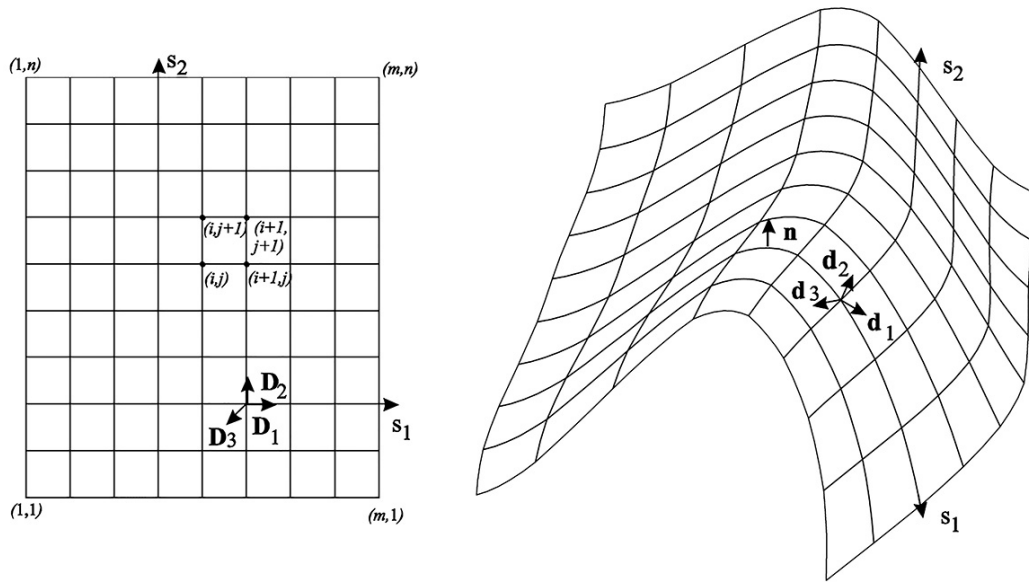 (1,n)
s2
(m,n)
(i,j+1)
(i+1,
j+1)
(i,j)
(i+1,j)
D2
D3
D1
s1
(1,1)
(m,1)
s2
n
d2
d3
d1
s1